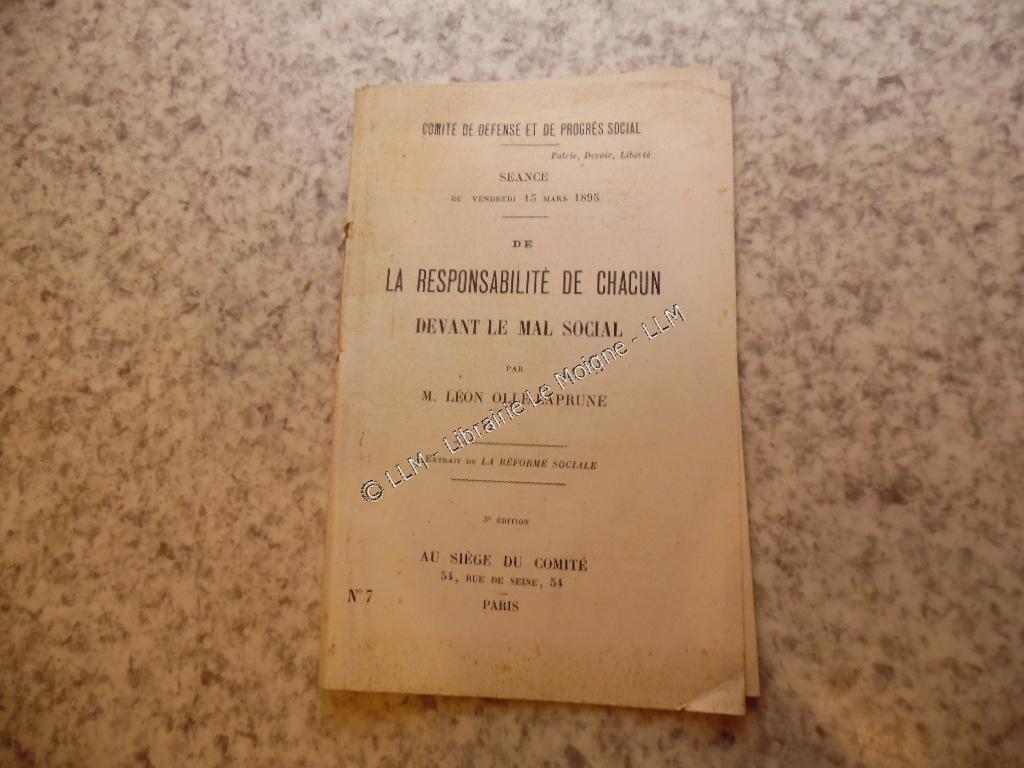 COMITÉ DE DÉFENSE ET DE PROGRÈS SOCIAL
Patrie, Devoir, Liberté
SÉANCE
DU VENDREDI 15 MARS 1895
DE
LA RESPONSABILITÉ DE CHACUN
DEVANT LE MAL SOCIAL
PAR
M. LÉON OLLÉ-LAPRUNE
EXTRAIT DE LA RÉFORME SOCIALE
3e ÉDITION
AU SIÈGE DU COMITÉ
54, RUE DE SEINE, 54
PARIS
N° 7
© LLM - Librairie Le Moigne - LLM